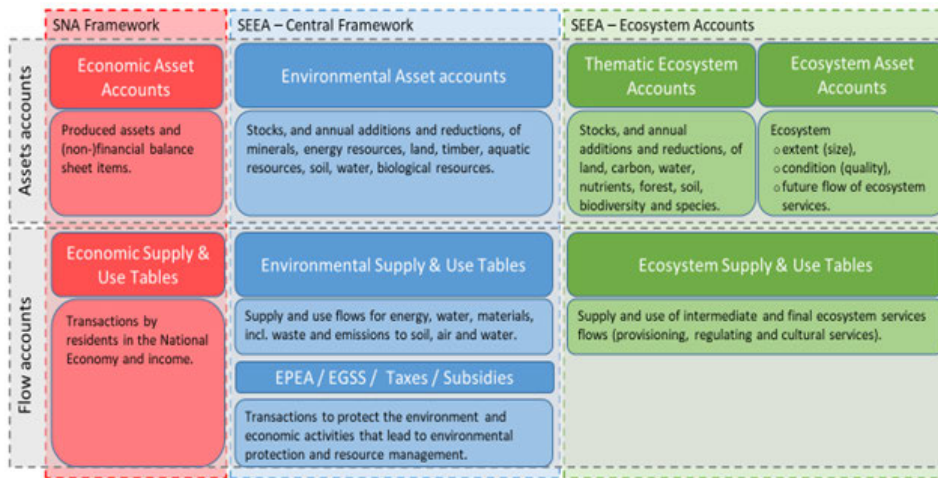 SNA Framework
SEEA – Central Framework
SEEA – Ecosystem Accounts
Assets accounts
Economic Asset
Accounts
Produced assets and
(non-)financial balance
sheet items.
Environmental Asset accounts
Stocks, and annual additions and reductions, of
minerals, energy resources, land, timber, aquatic
resources, soil, water, biological resources.
Thematic Ecosystem
Accounts
Stocks, and annual
additions and reductions, of
land, carbon, water,
nutrients, forest, soil,
biodiversity and species.
Ecosystem Asset
Accounts
Ecosystem
o extent (size),
o condition (quality),
o future flow of ecosystem
services.
Flow accounts
Economic Supply &
Use Tables
Transactions by
residents in the National
Economy and income.
Environmental Supply & Use Tables
Supply and use flows for energy, water, materials,
incl. waste and emissions to soil, air and water.
EPEA / EGSS / Taxes / Subsidies
Transactions to protect the environment and
economic activities that lead to environmental
protection and resource management.
Ecosystem Supply & Use Tables
Supply and use of intermediate and final ecosystem services
flows (provisioning, regulating and cultural services).